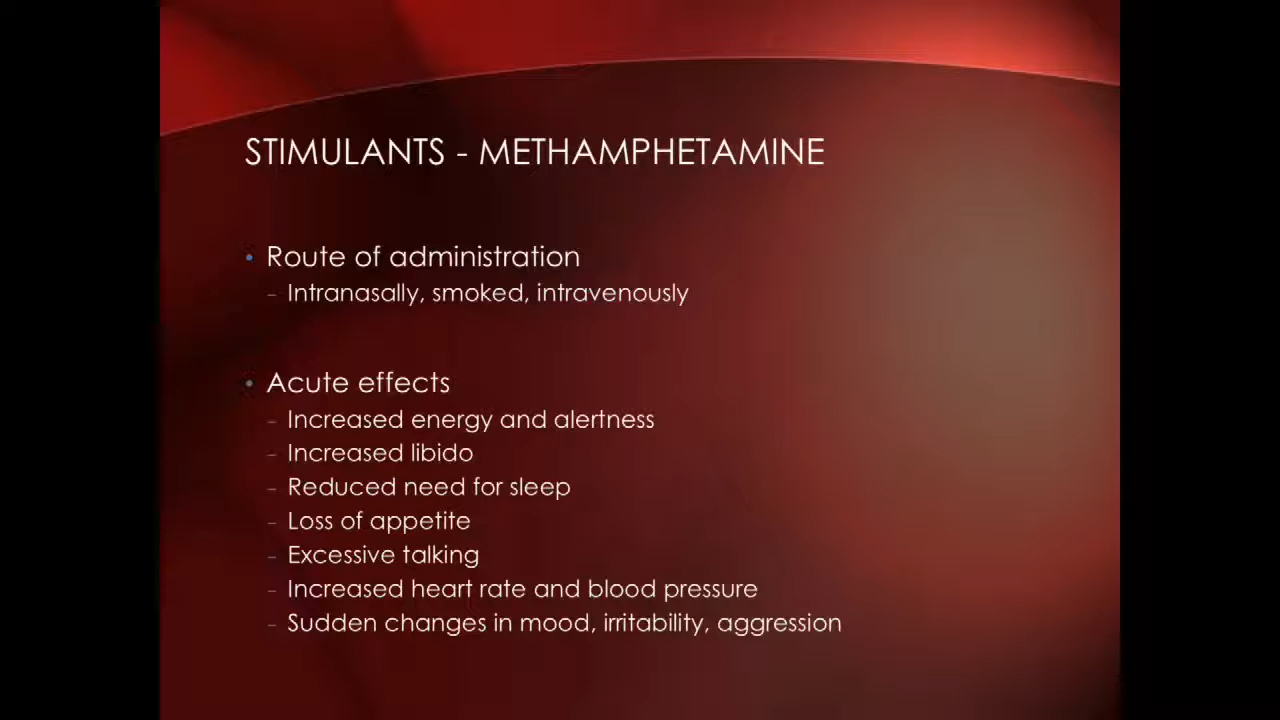 STIMULANTS - METHAMPHETAMINE
• Route of administration
- Intranasally, smoked, intravenously
• Acute effects
- Increased energy and alertness
- Increased libido
- Reduced need for sleep
- Loss of appetite
- Excessive talking
- Increased heart rate and blood pressure
- Sudden changes in mood, irritability, aggression